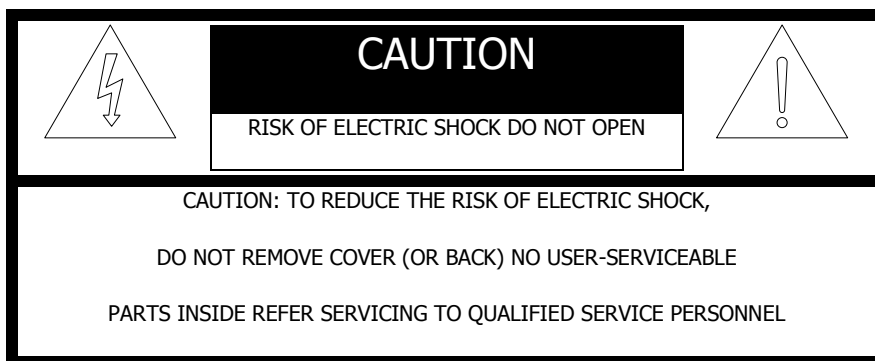 CAUTION
RISK OF ELECTRIC SHOCK DO NOT OPEN
CAUTION: TO REDUCE THE RISK OF ELECTRIC SHOCK,
DO NOT REMOVE COVER (OR BACK) NO USER-SERVICEABLE
PARTS INSIDE REFER SERVICING TO QUALIFIED SERVICE PERSONNEL